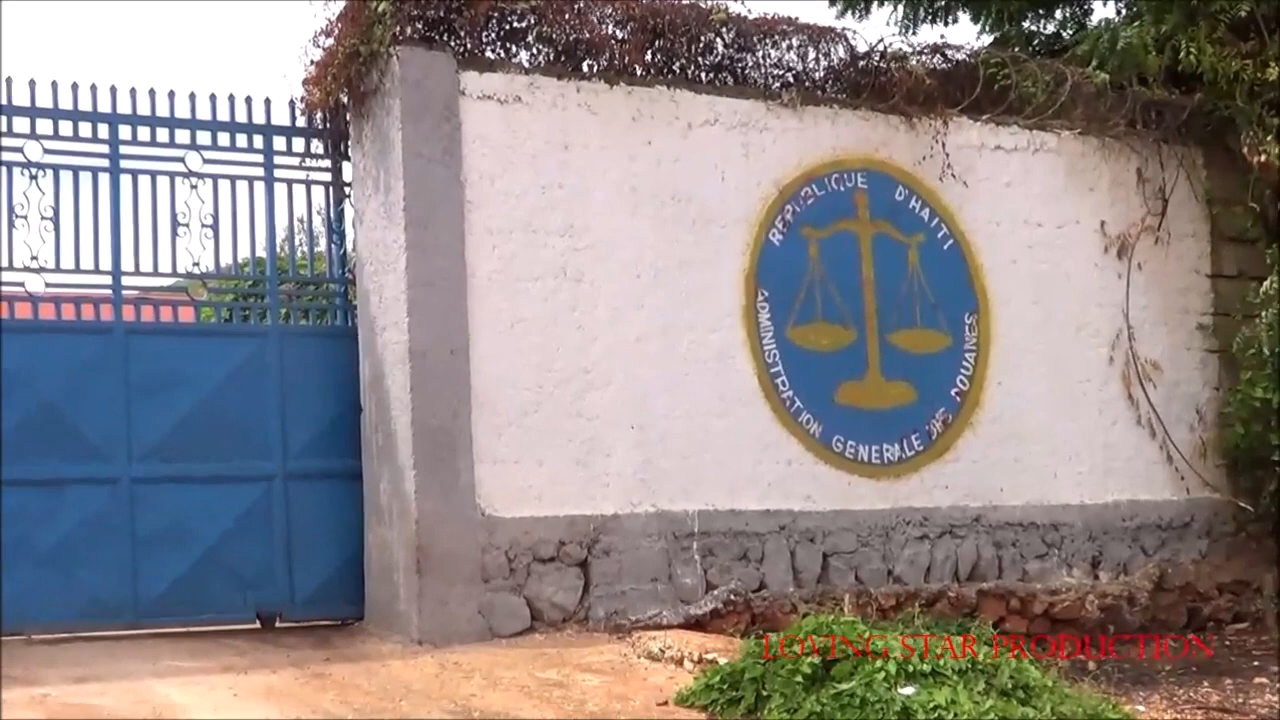 REPUBLIQUE D'HAITI
ADMINISTRATION GENERALE DES DOUANES
LOVING STAR PRODUCTION